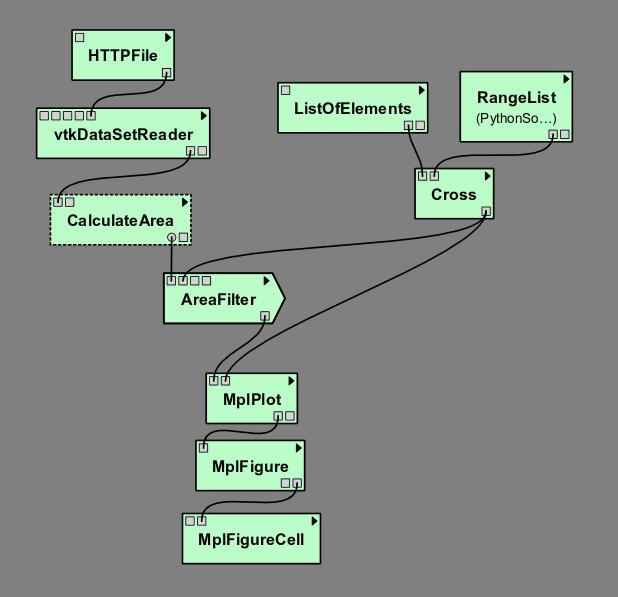 HTTPFile
vtkDataSetReader
CalculateArea
ListOfElements
RangeList
(PythonSo...)
Cross
AreaFilter
MplPlot
MplFigure
MplFigureCell